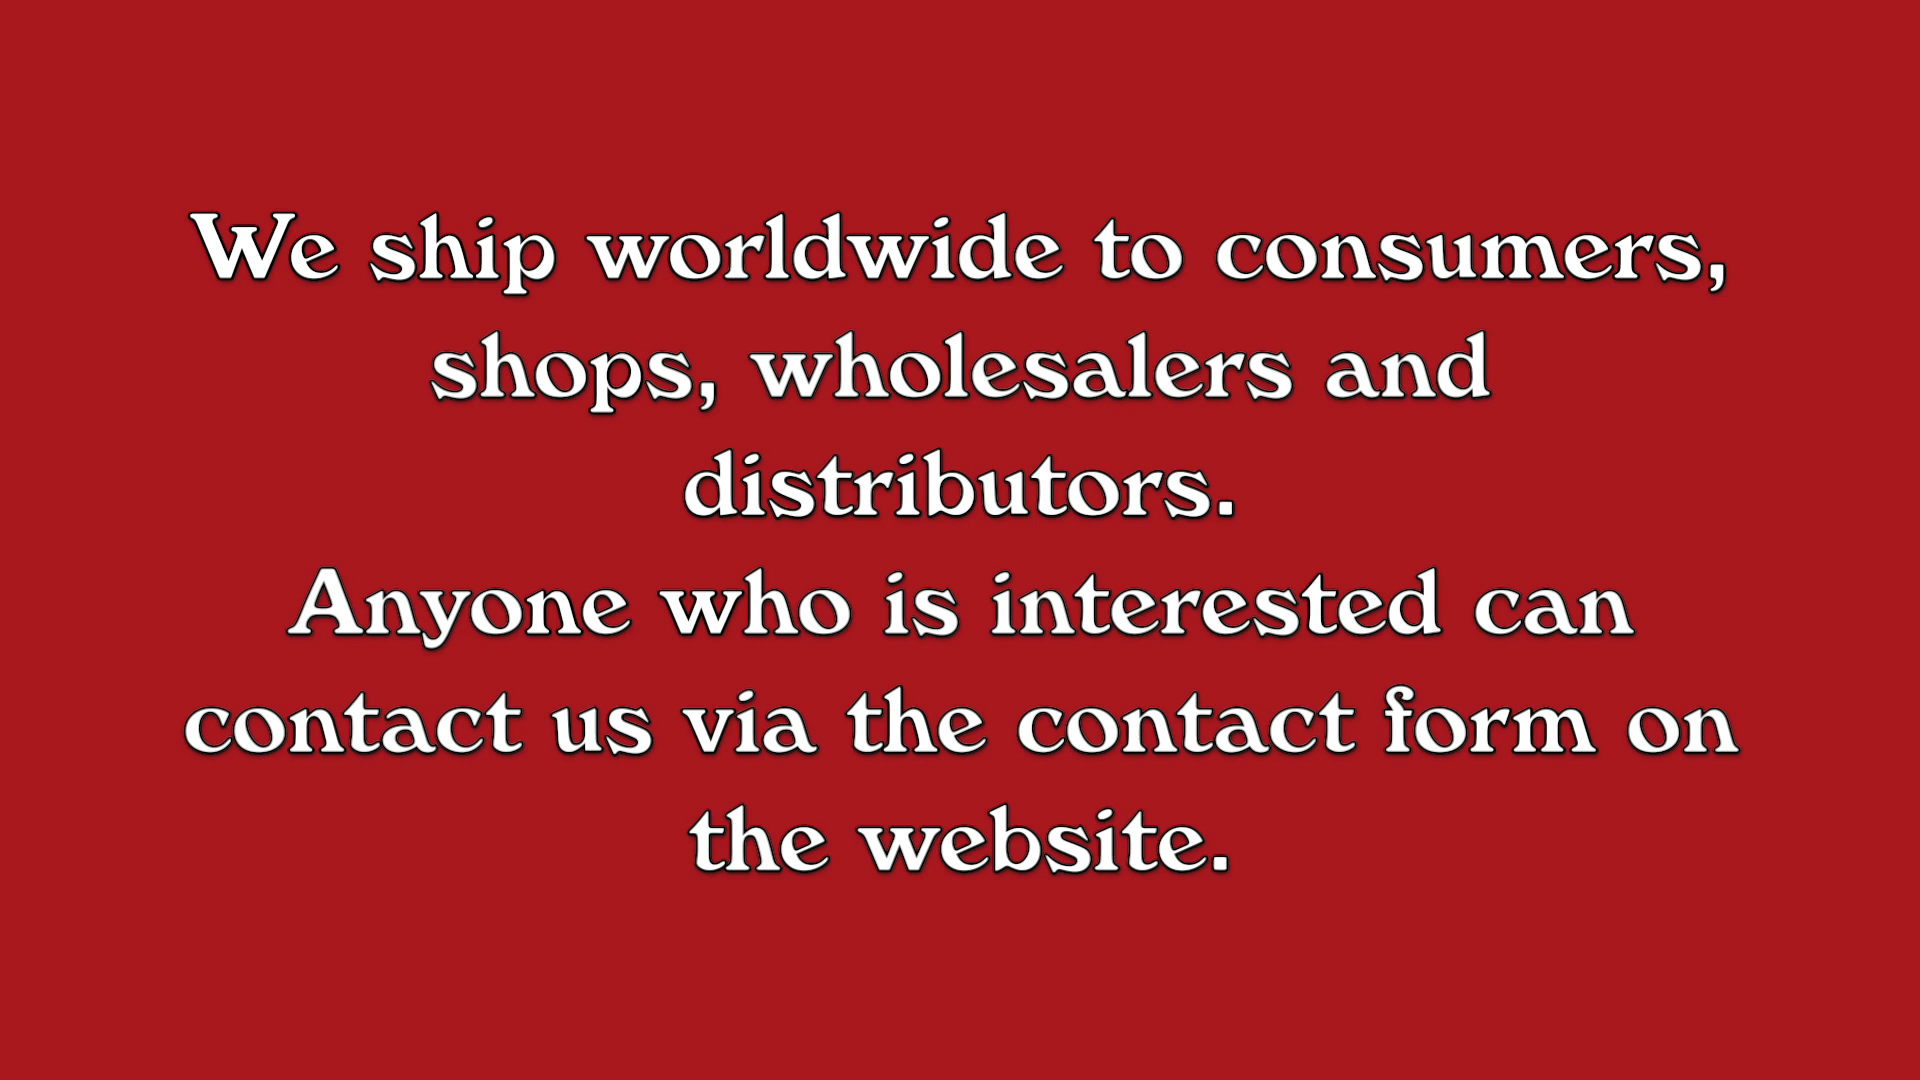 We ship worldwide to consumers,
shops, wholesalers and
distributors.
Anyone who is interested can
contact us via the contact form on
the website.